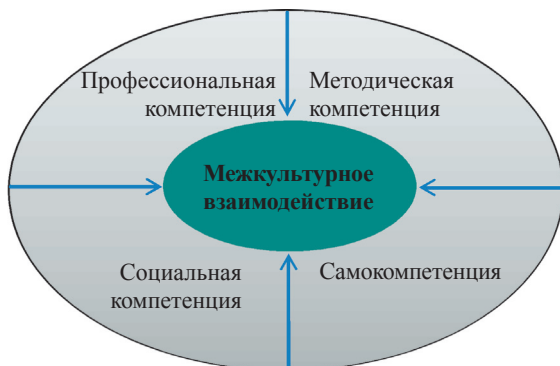 Профессиональная
компетенция
Методическая
компетенция
Межкультурное
взаимодействие
Социальная
компетенция
Самокомпетенция